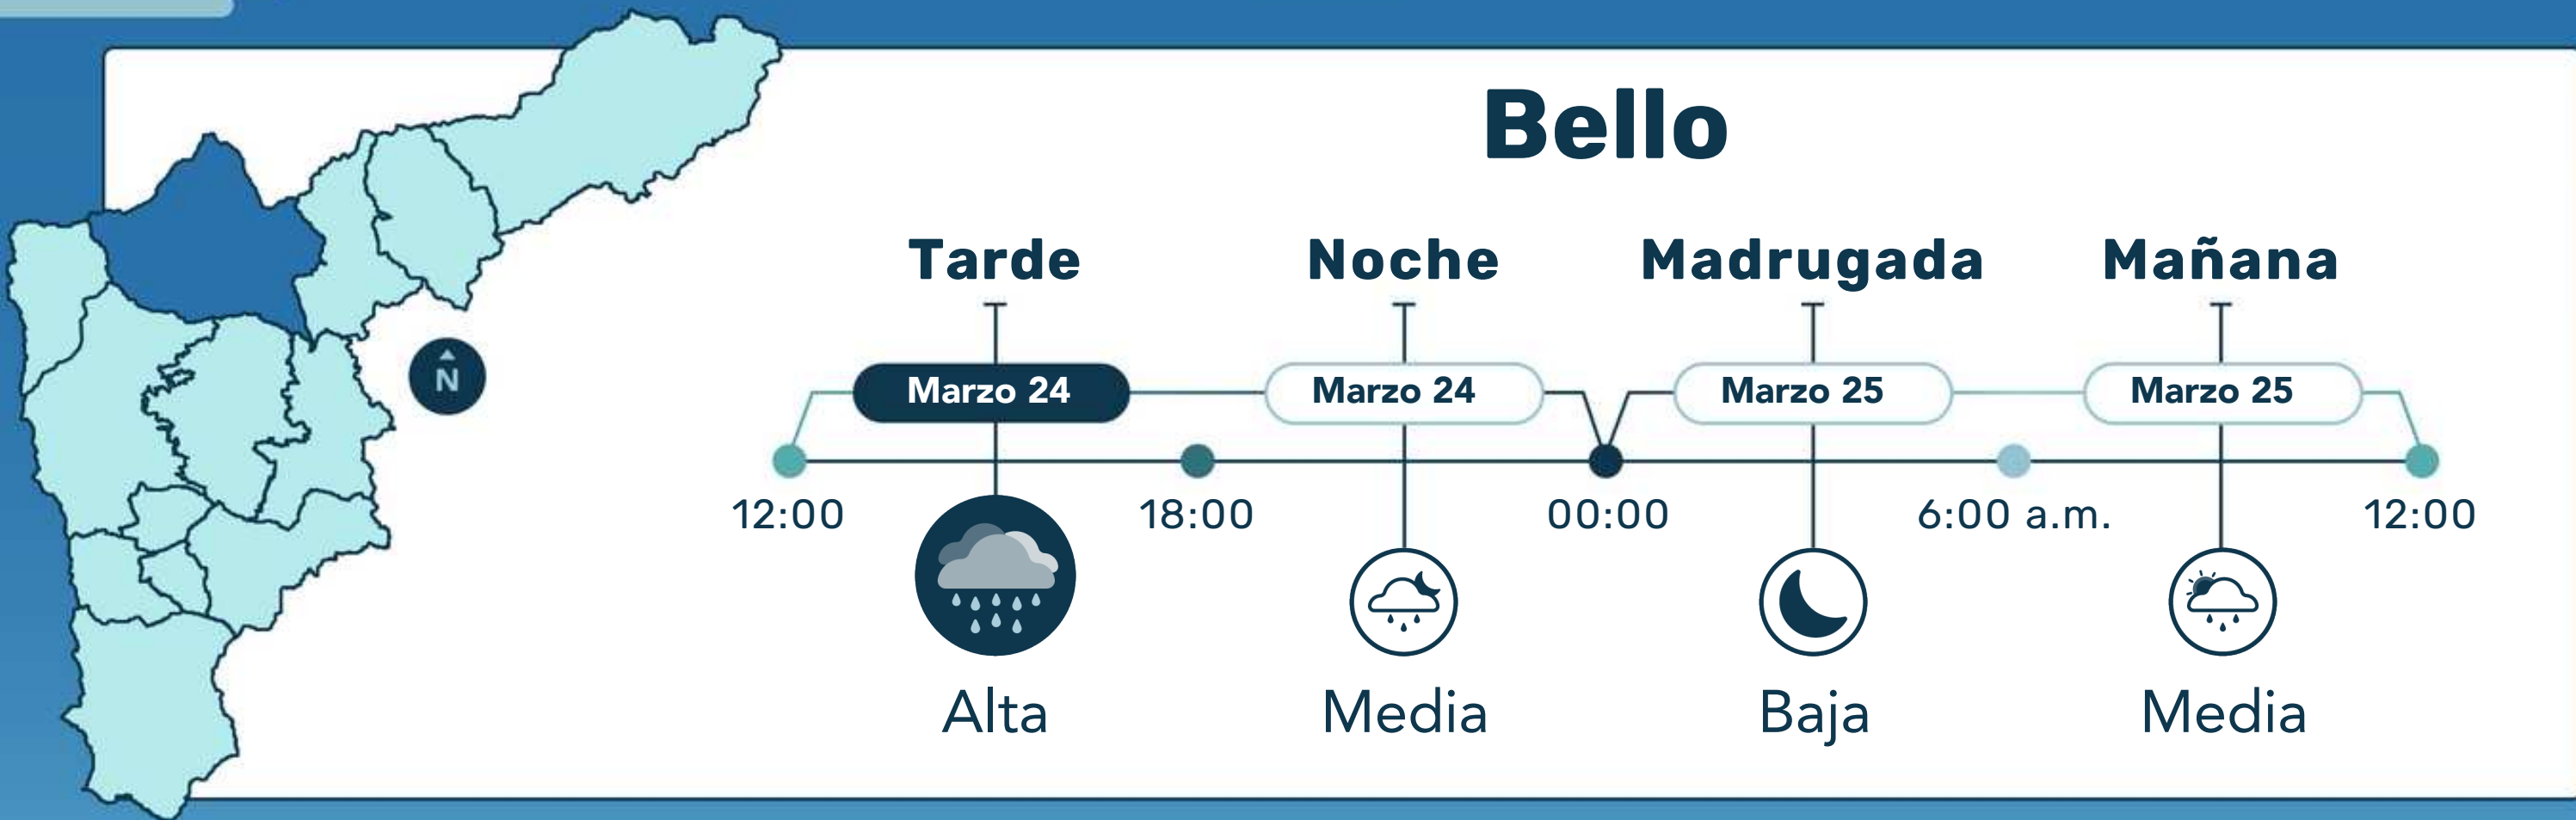 Bello
Tarde Noche Madrugada Mañana
N
Marzo 24 Marzo 24 Marzo 25 Marzo 25
12:00 18:00 00:00 6:00 a.m. 12:00
Alta Media Baja Media